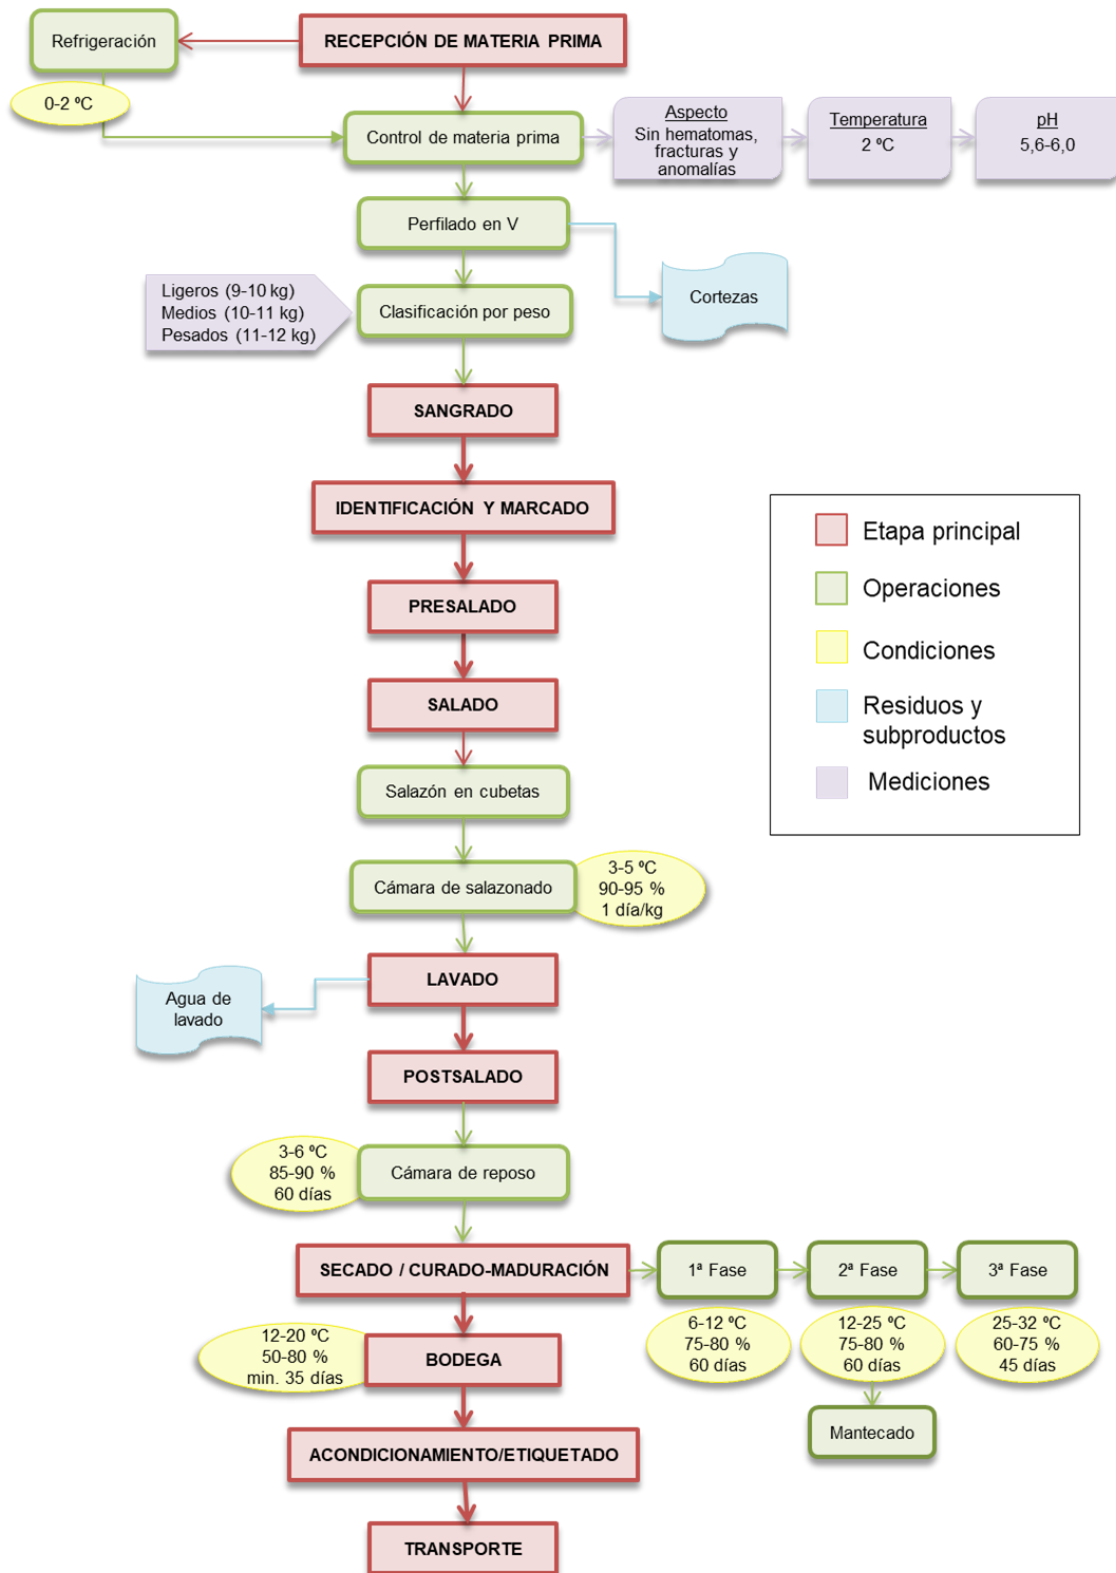 Refrigeración
RECEPCIÓN DE MATERIA PRIMA
0-2 ºC
Control de materia prima
Aspecto
Sin hematomas,
fracturas y
anomalías
Temperatura
2 ºC
pH
5,6-6,0
Perfilado en V
Cortezas
Ligeros (9-10 kg)
Medios (10-11 kg)
Pesados (11-12 kg)
Clasificación por peso
SANGRADO
IDENTIFICACIÓN Y MARCADO
PRESALADO
SALADO
Salazón en cubetas
Cámara de salazonado
3-5 ºC
90-95 %
1 día/kg
LAVADO
Agua de
lavado
POSTSALADO
3-6 ºC
85-90 %
60 días
Cámara de reposo
SECADO / CURADO-MADURACIÓN
1ª Fase
2ª Fase
3ª Fase
6-12 ºC
75-80 %
60 días
12-25 ºC
75-80 %
60 días
25-32 ºC
60-75 %
45 días
Mantecado
12-20 ºC
50-80 %
min. 35 días
BODEGA
ACONDICIONAMIENTO/ETIQUETADO
TRANSPORTE
Etapa principal
Operaciones
Condiciones
Residuos y
subproductos
Mediciones